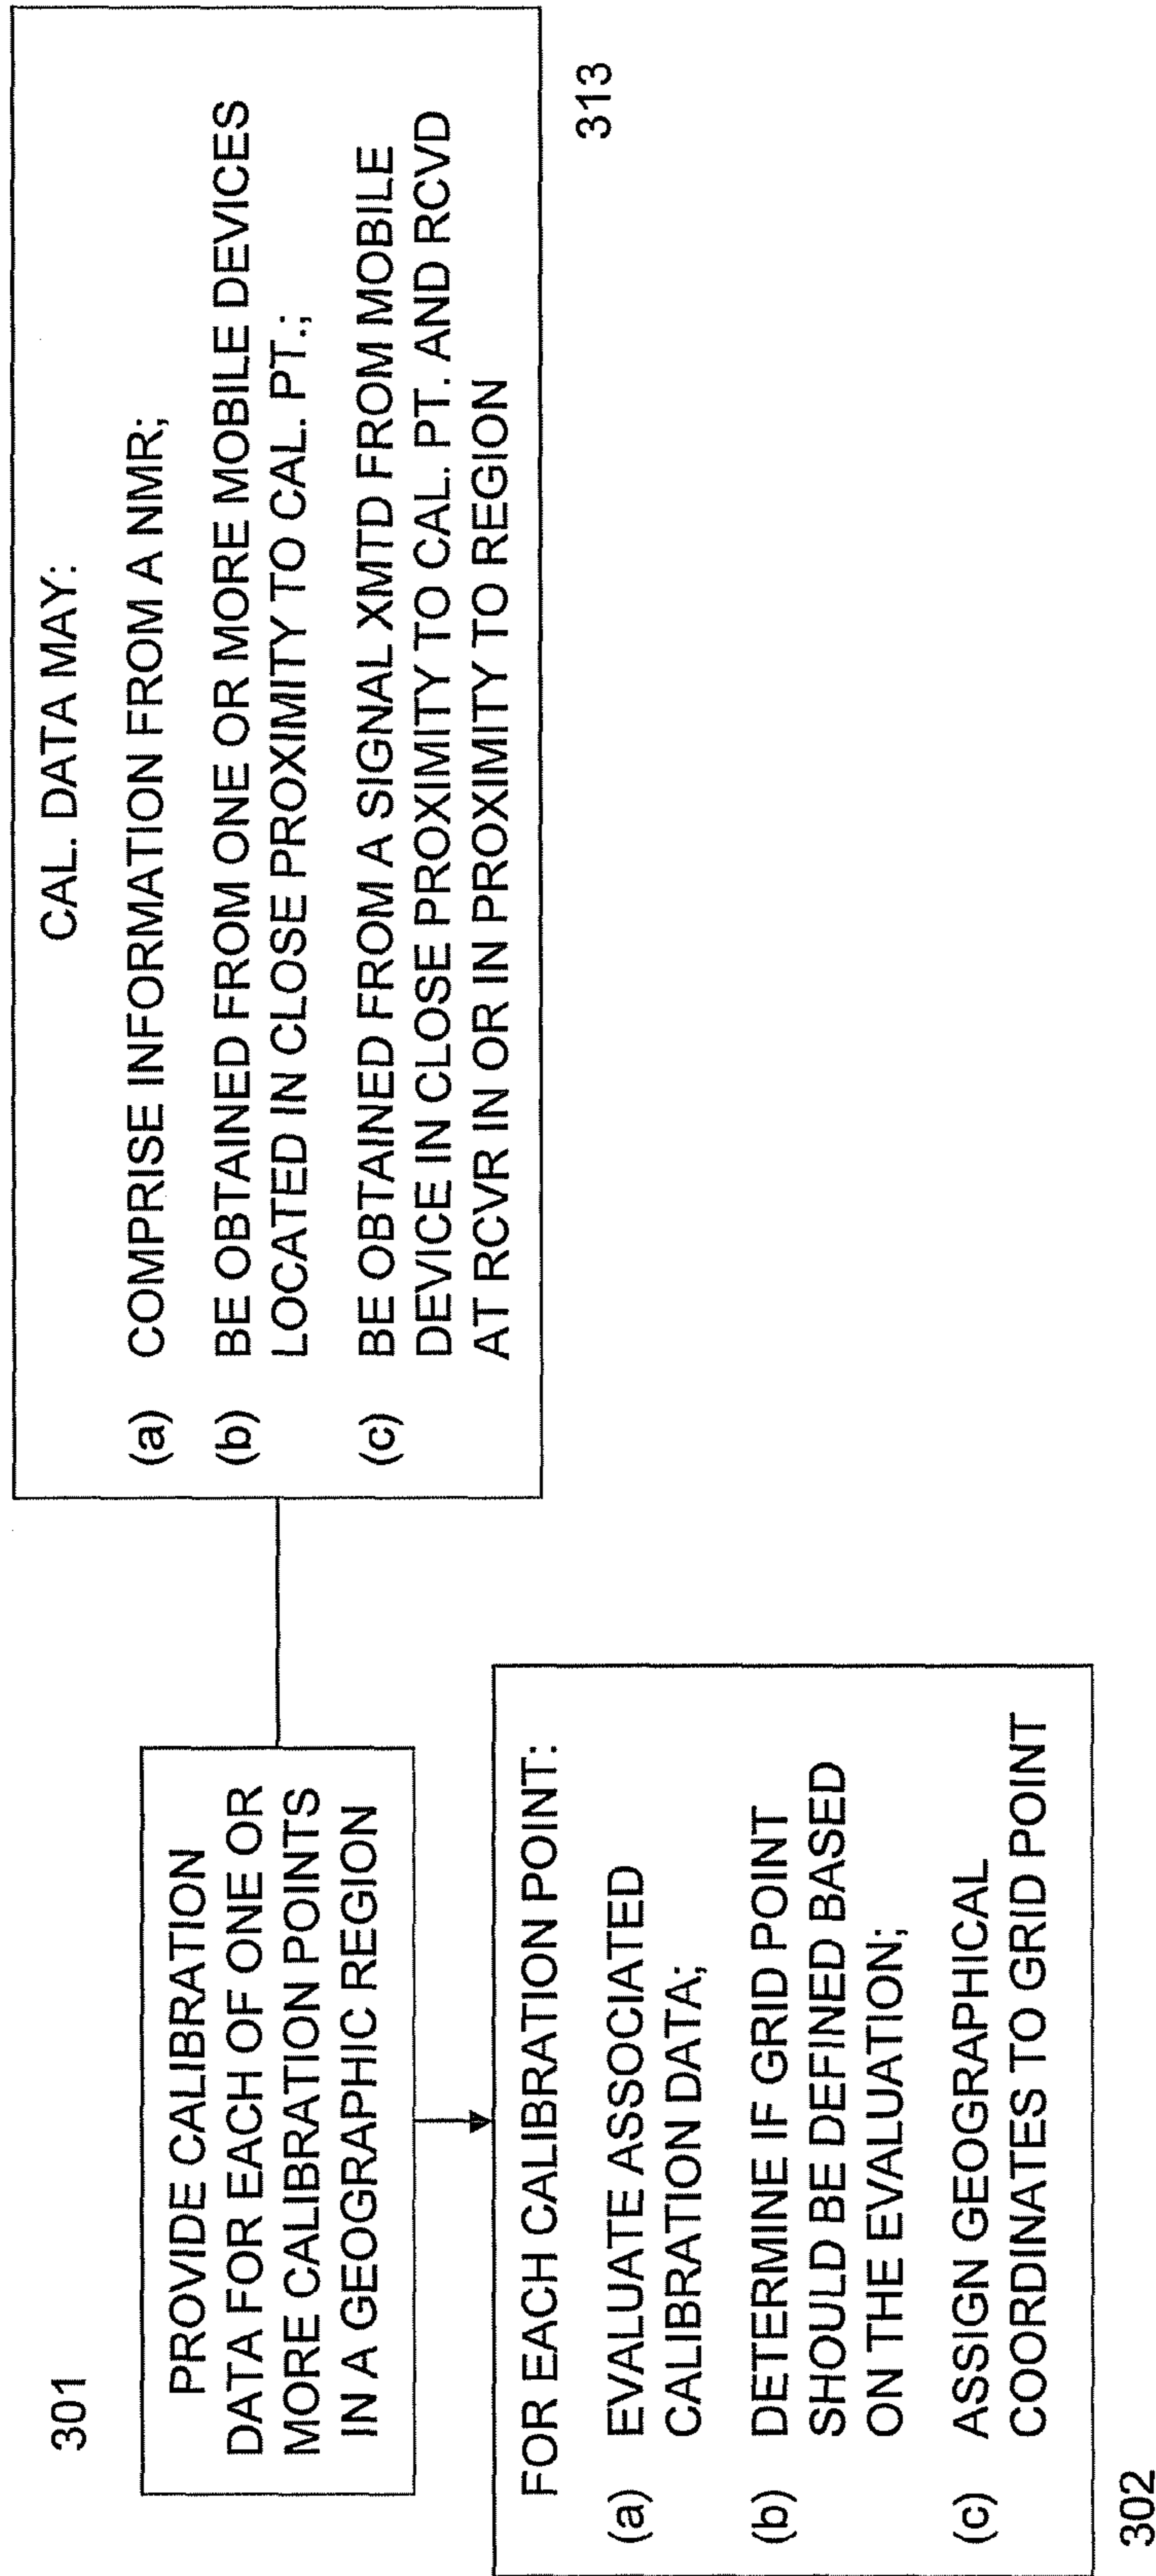 301
PROVIDE CALIBRATION
DATA FOR EACH OF ONE OR
MORE CALIBRATION POINTS
IN A GEOGRAPHIC REGION
CAL. DATA MAY:
(a) COMPRISE INFORMATION FROM A NMR;
(b) BE OBTAINED FROM ONE OR MORE MOBILE DEVICES
LOCATED IN CLOSE PROXIMITY TO CAL. PT.;
(c) BE OBTAINED FROM A SIGNAL XMTD FROM MOBILE
DEVICE IN CLOSE PROXIMITY TO CAL. PT. AND RCVD
AT RCVR IN OR IN PROXIMITY TO REGION
313
FOR EACH CALIBRATION POINT:
(a) EVALUATE ASSOCIATED
CALIBRATION DATA;
(b) DETERMINE IF GRID POINT
SHOULD BE DEFINED BASED
ON THE EVALUATION;
(c) ASSIGN GEOGRAPHICAL
COORDINATES TO GRID POINT
302